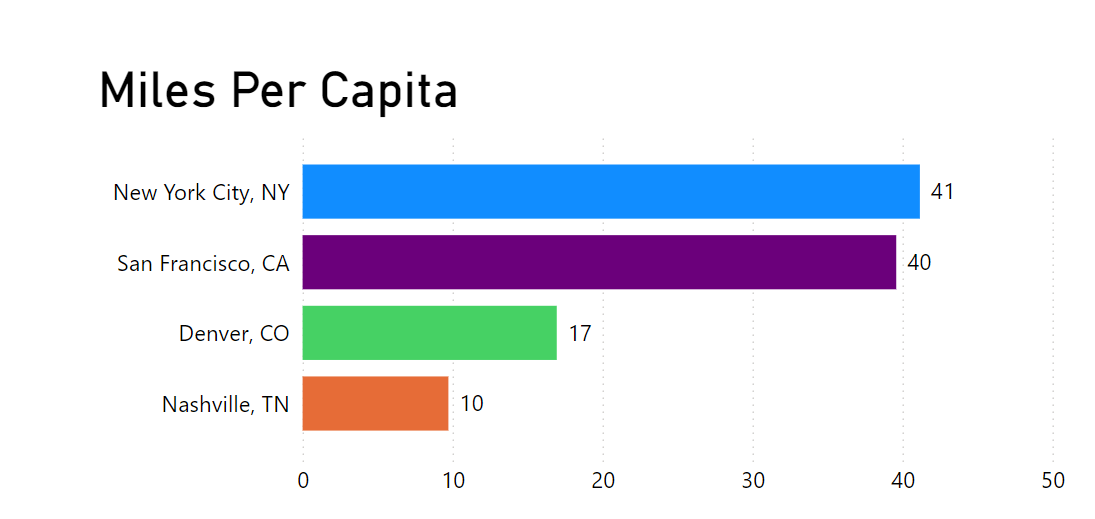 Miles Per Capita
New York City, NY 41
San Francisco, CA 40
Denver, CO 17
Nashville, TN 10
0 10 20 30 40 50